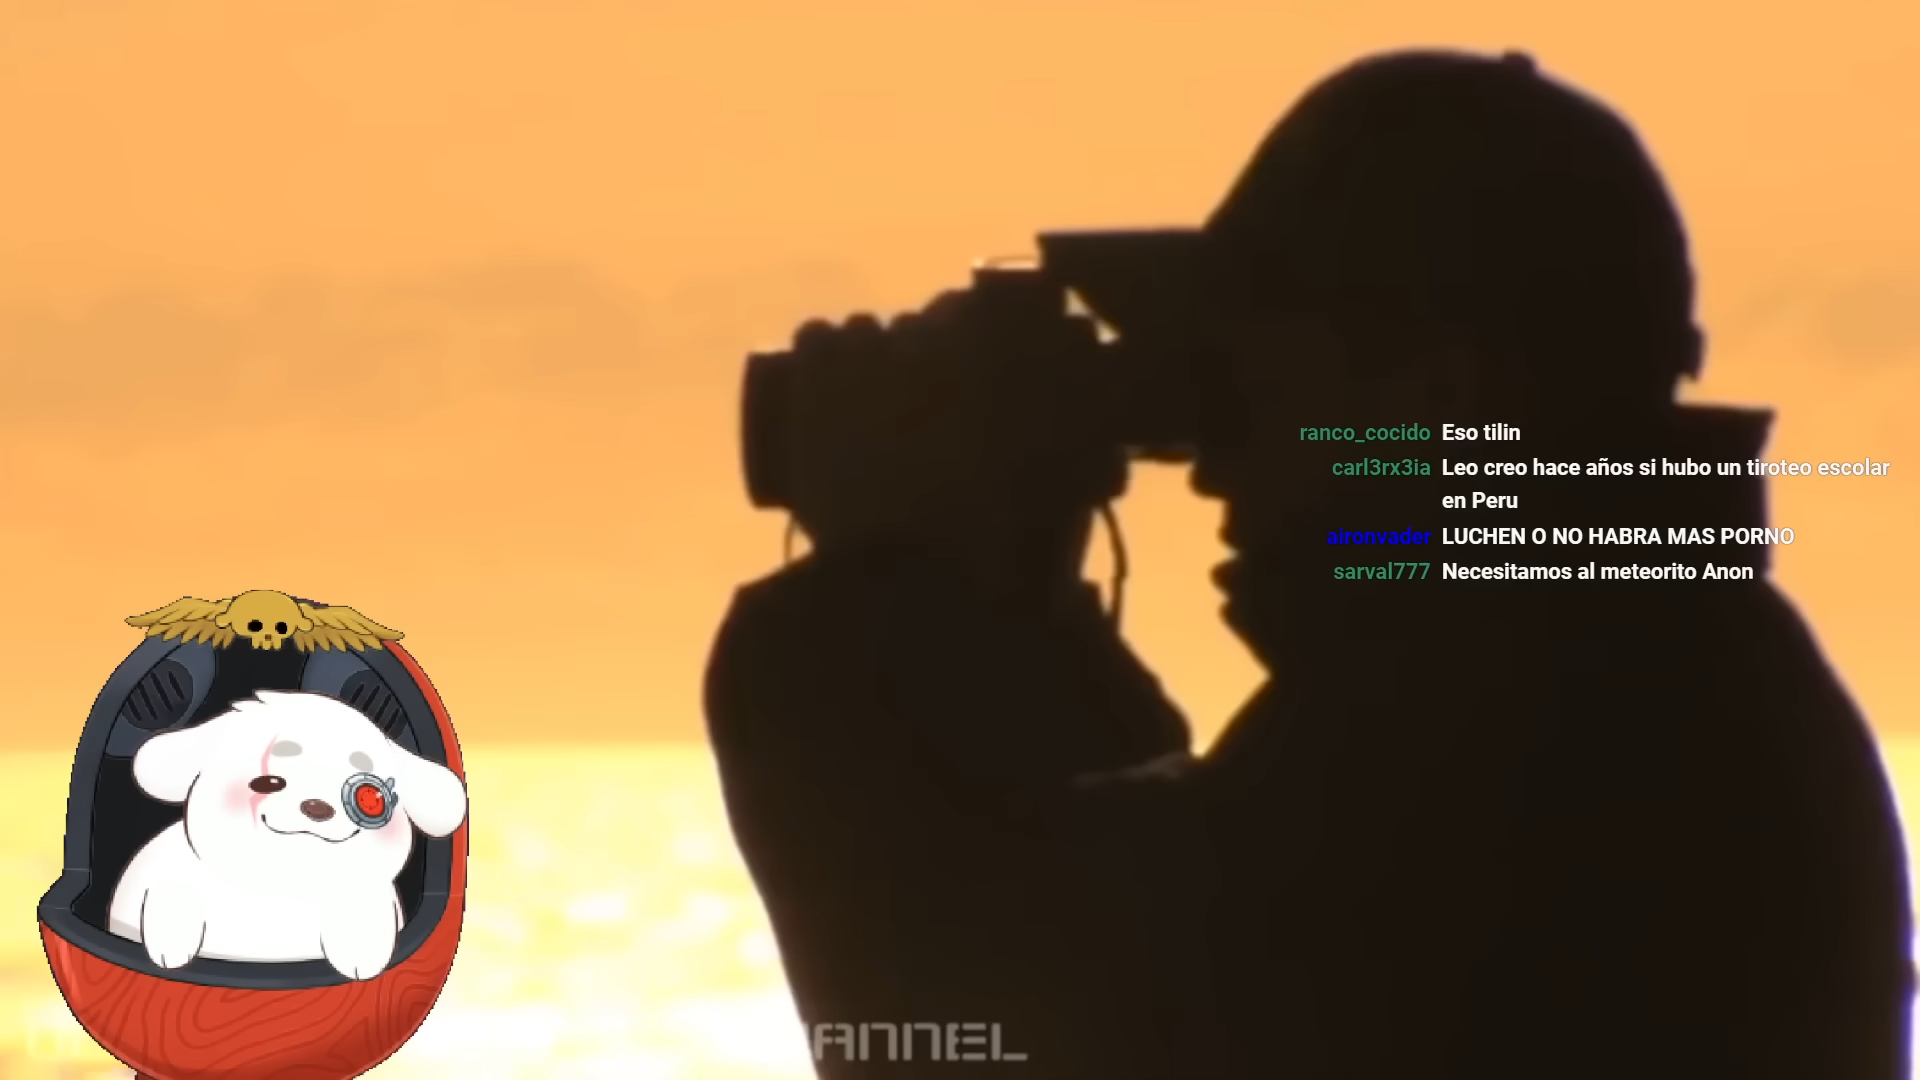 ranco_cocido Eso tilin
carl3rx3ia Leo creo hace años si hubo un tiroteo escolar
en Peru
aironvader LUCHEN O NO HABRA MAS PORNO
sarval777 Necesitamos al meteorito Anon